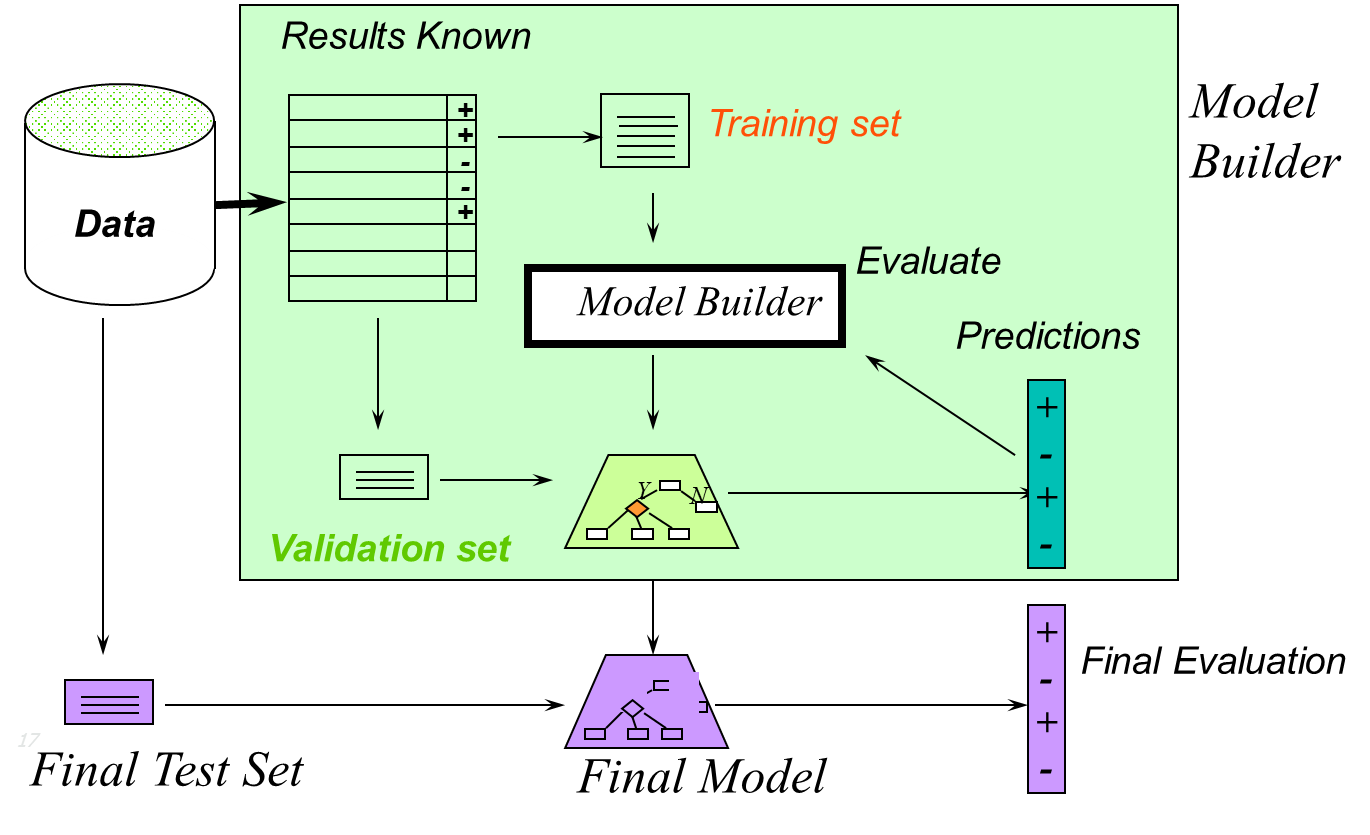 Results Known
Model
Builder
+
+
-
-
+
Training set
Data
Evaluate
Model Builder
Predictions
+
-
+
-
Y
N
Validation set
+
-
+
-
Final Evaluation
17
Final Test Set
Final Model